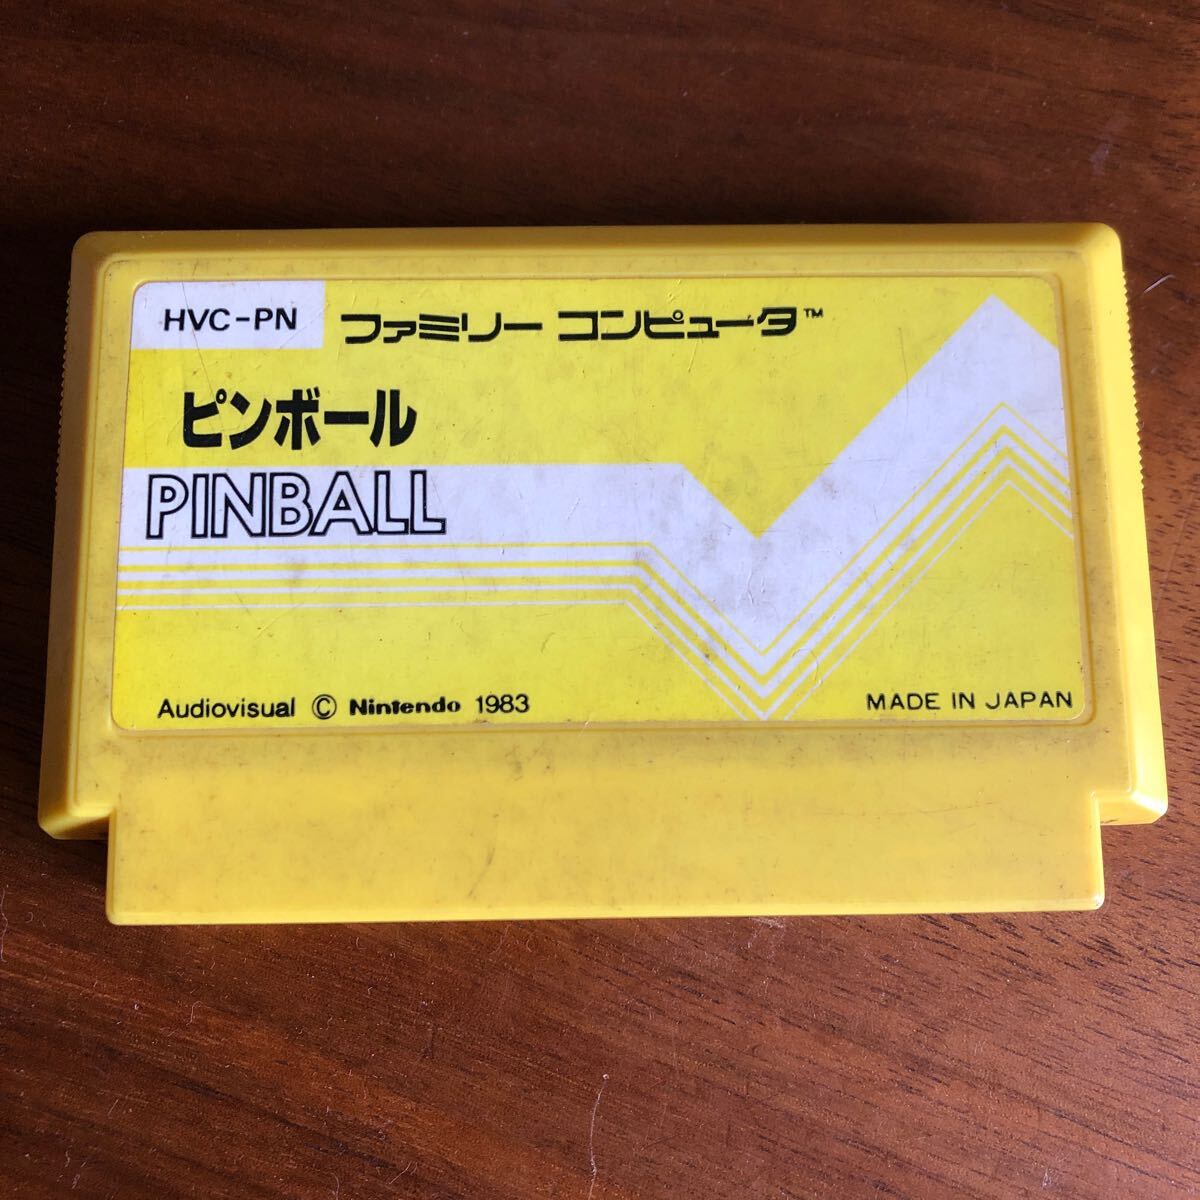 HVC-PN
ファミリー コンピュータ™
ピンボール
PINBALL
Audiovisual © Nintendo 1983
MADE IN JAPAN